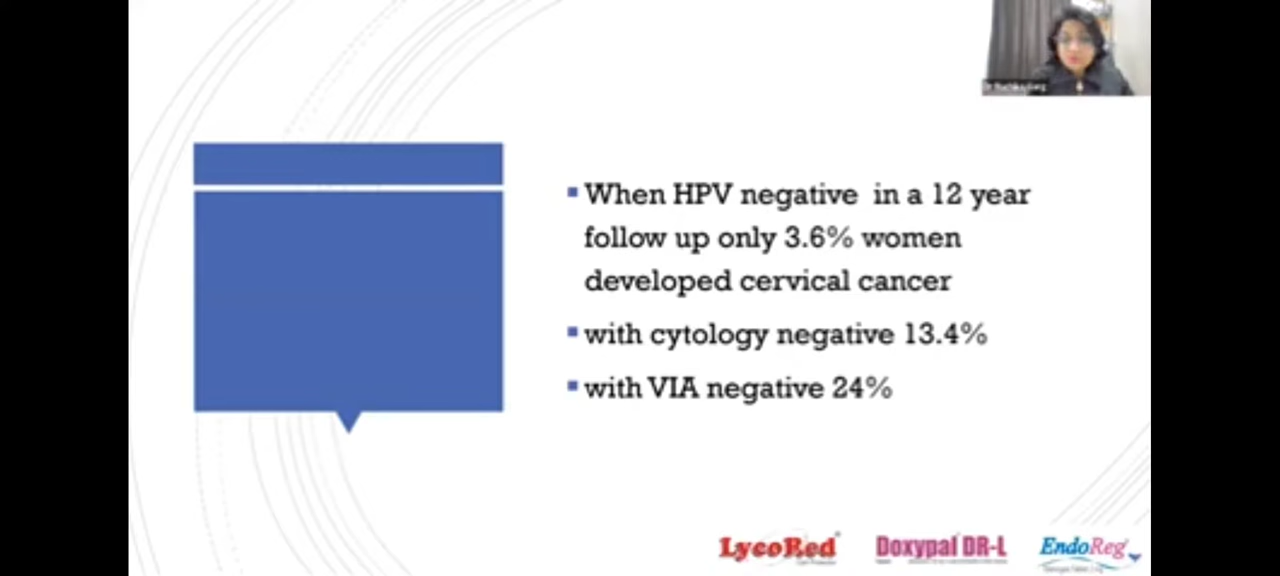 When HPV negative in a 12 year
follow up only 3.6% women
developed cervical cancer
with cytology negative 13.4%
with VIA negative 24%
LycoRed
Doxypal DR-L
EndoReg